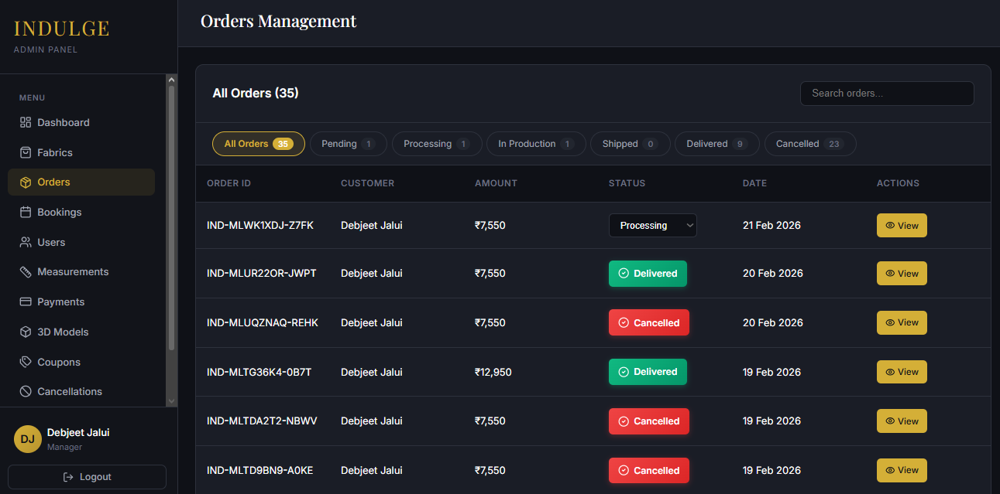 INDULGE
ADMIN PANEL
MENU
Dashboard
Fabrics
Orders
Bookings
Users
Measurements
Payments
3D Models
Coupons
Cancellations
DJ
Debjeet Jalui
Manager
Logout
Orders Management
All Orders (35)
Search orders...
All Orders 35 Pending 1 Processing 1 In Production 1 Shipped 0 Delivered 9 Cancelled 23
ORDER ID CUSTOMER AMOUNT STATUS DATE ACTIONS
IND-MLWK1XDJ-Z7FK Debjeet Jalui ₹7,550 Processing 21 Feb 2026 View
IND-MLUR22OR-JWPT Debjeet Jalui ₹7,550 Delivered 20 Feb 2026 View
IND-MLUQZNAQ-REHK Debjeet Jalui ₹7,550 Cancelled 20 Feb 2026 View
IND-MLTG36K4-0B7T Debjeet Jalui ₹12,950 Delivered 19 Feb 2026 View
IND-MLTDA2T2-NBWV Debjeet Jalui ₹7,550 Cancelled 19 Feb 2026 View
IND-MLTD9BN9-A0KE Debjeet Jalui ₹7,550 Cancelled 19 Feb 2026 View